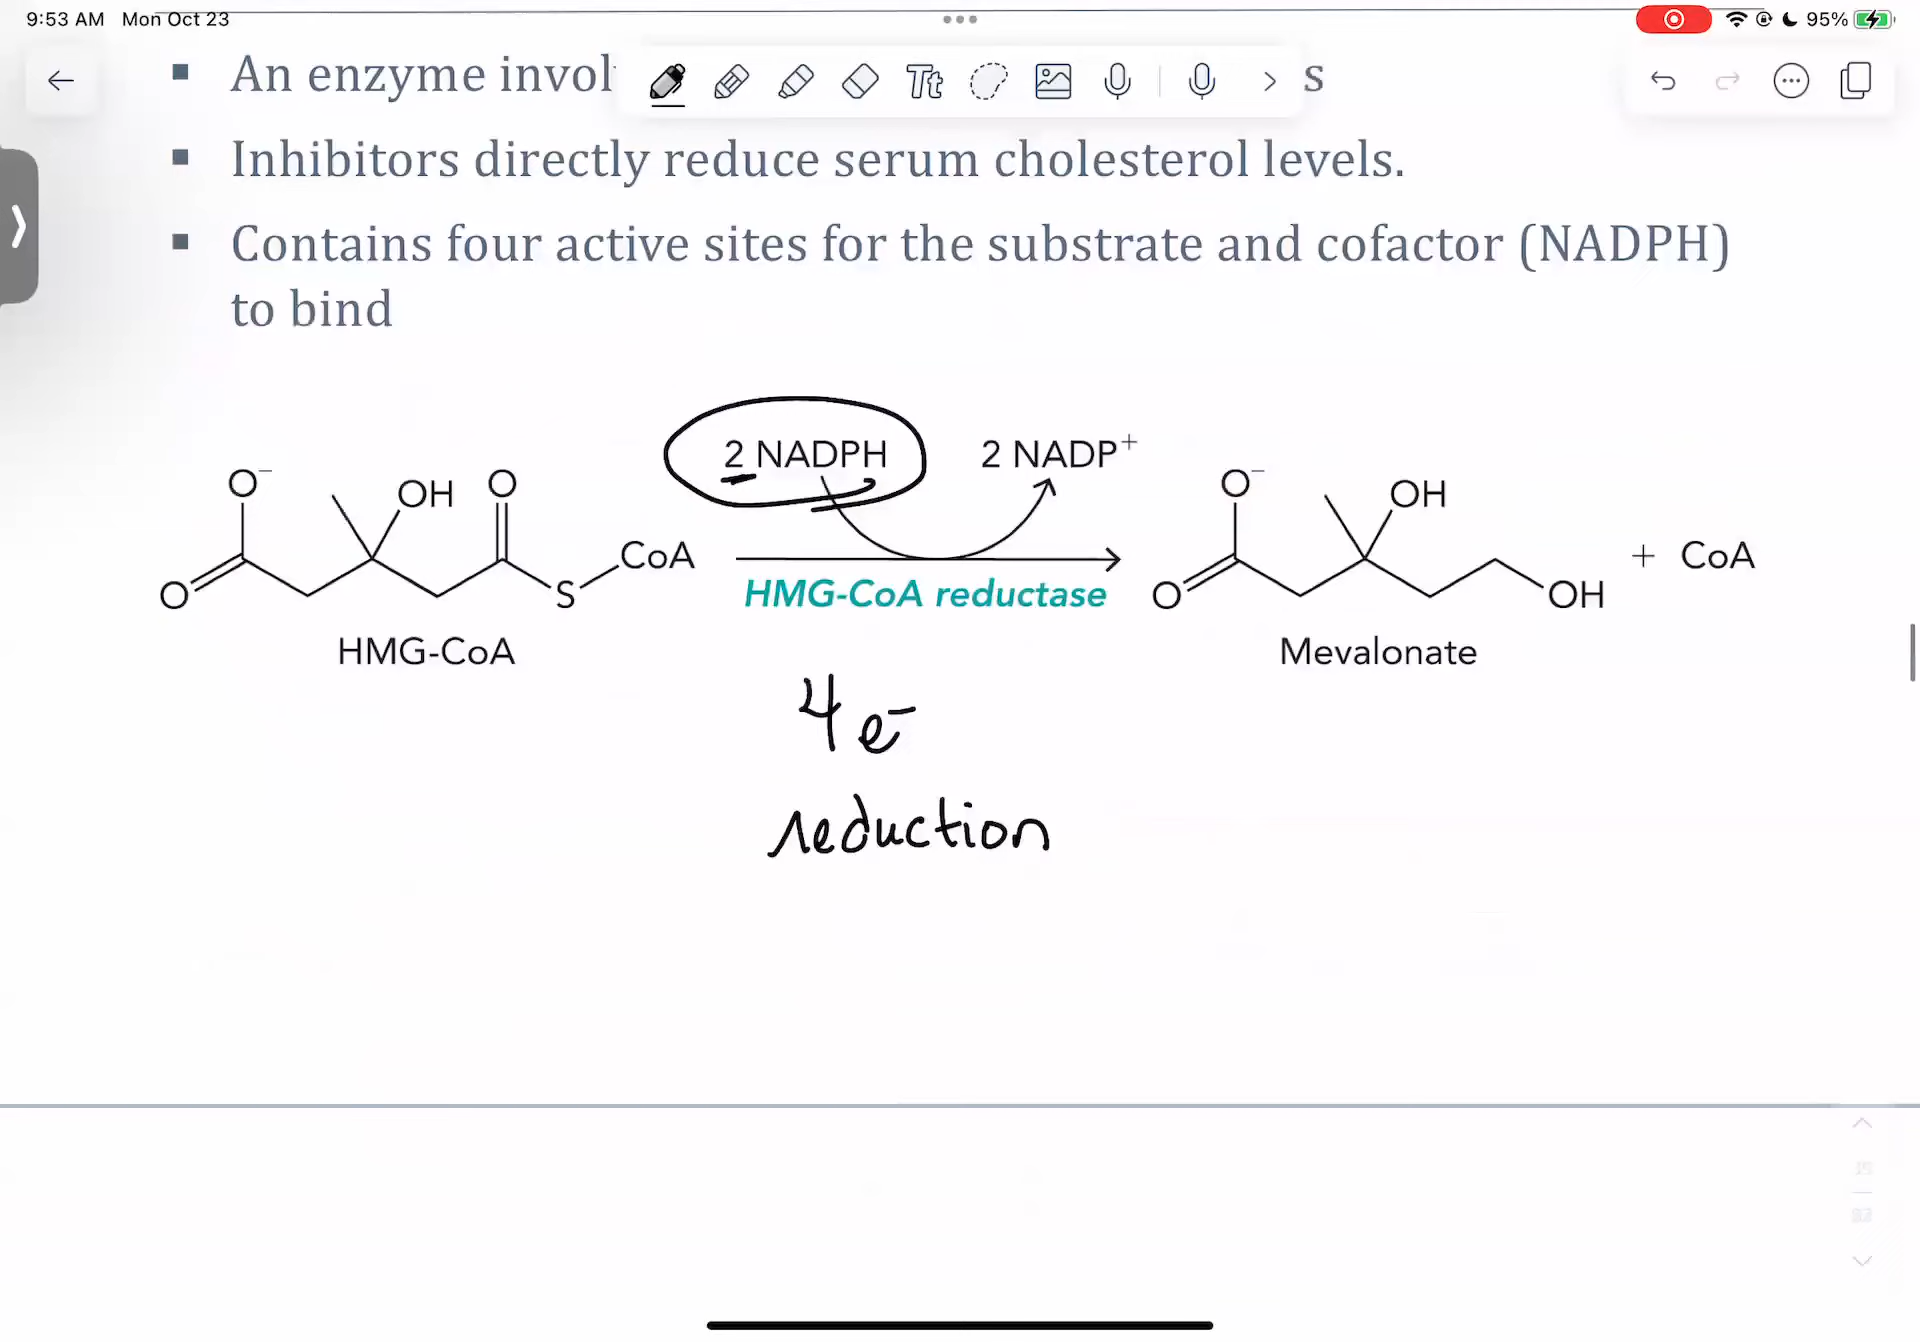 9:53 AM Mon Oct 23
95%
An enzyme invol s
Tt
Inhibitors directly reduce serum cholesterol levels.
Contains four active sites for the substrate and cofactor (NADPH)
to bind
2 NADPH 2 NADP+
O⁻ OH O
O S CoA
HMG-CoA reductase
O⁻ OH
O OH
+ CoA
HMG-CoA
Mevalonate
4 e⁻
reduction